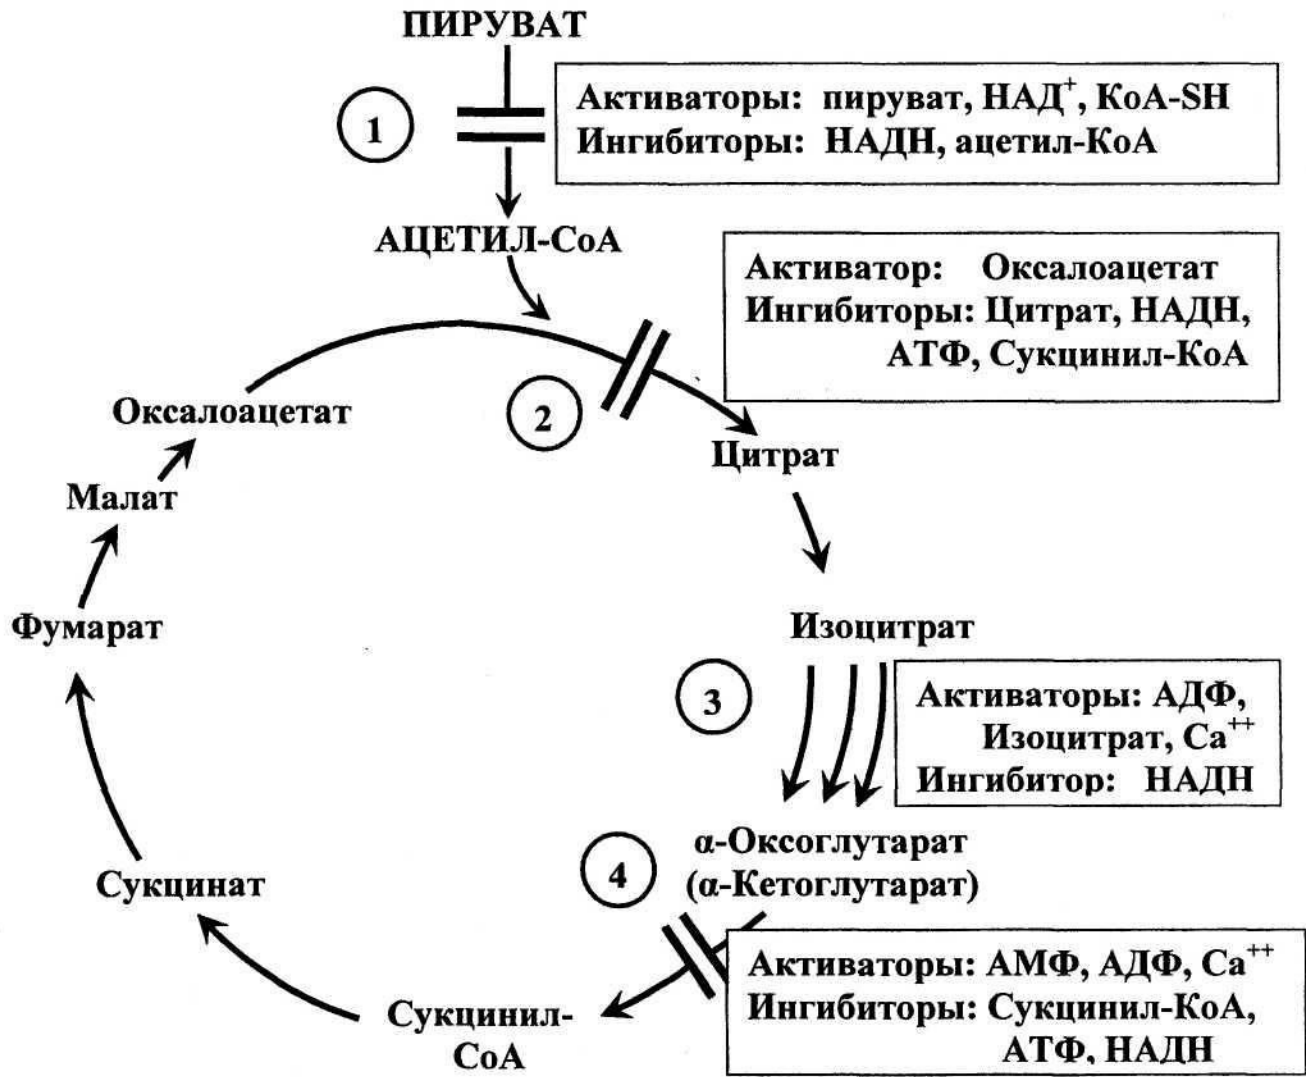 ПИРУВАТ
1
Активаторы: пируват, НАД⁺, КоА-SH
Ингибиторы: НАДН, ацетил-КоА
АЦЕТИЛ-СоА
Активатор: Оксалоацетат
Ингибиторы: Цитрат, НАДН,
АТФ, Сукцинил-КоА
2
Оксалоацетат
Цитрат
Малат
Фумарат
Изоцитрат
3
Активаторы: АДФ,
Изоцитрат, Ca⁺⁺
Ингибитор: НАДН
α-Оксоглутарат
(α-Кетоглутарат)
4
Сукцинат
Активаторы: АМФ, АДФ, Ca⁺⁺
Ингибиторы: Сукцинил-КоА,
АТФ, НАДН
Сукцинил-
СоА